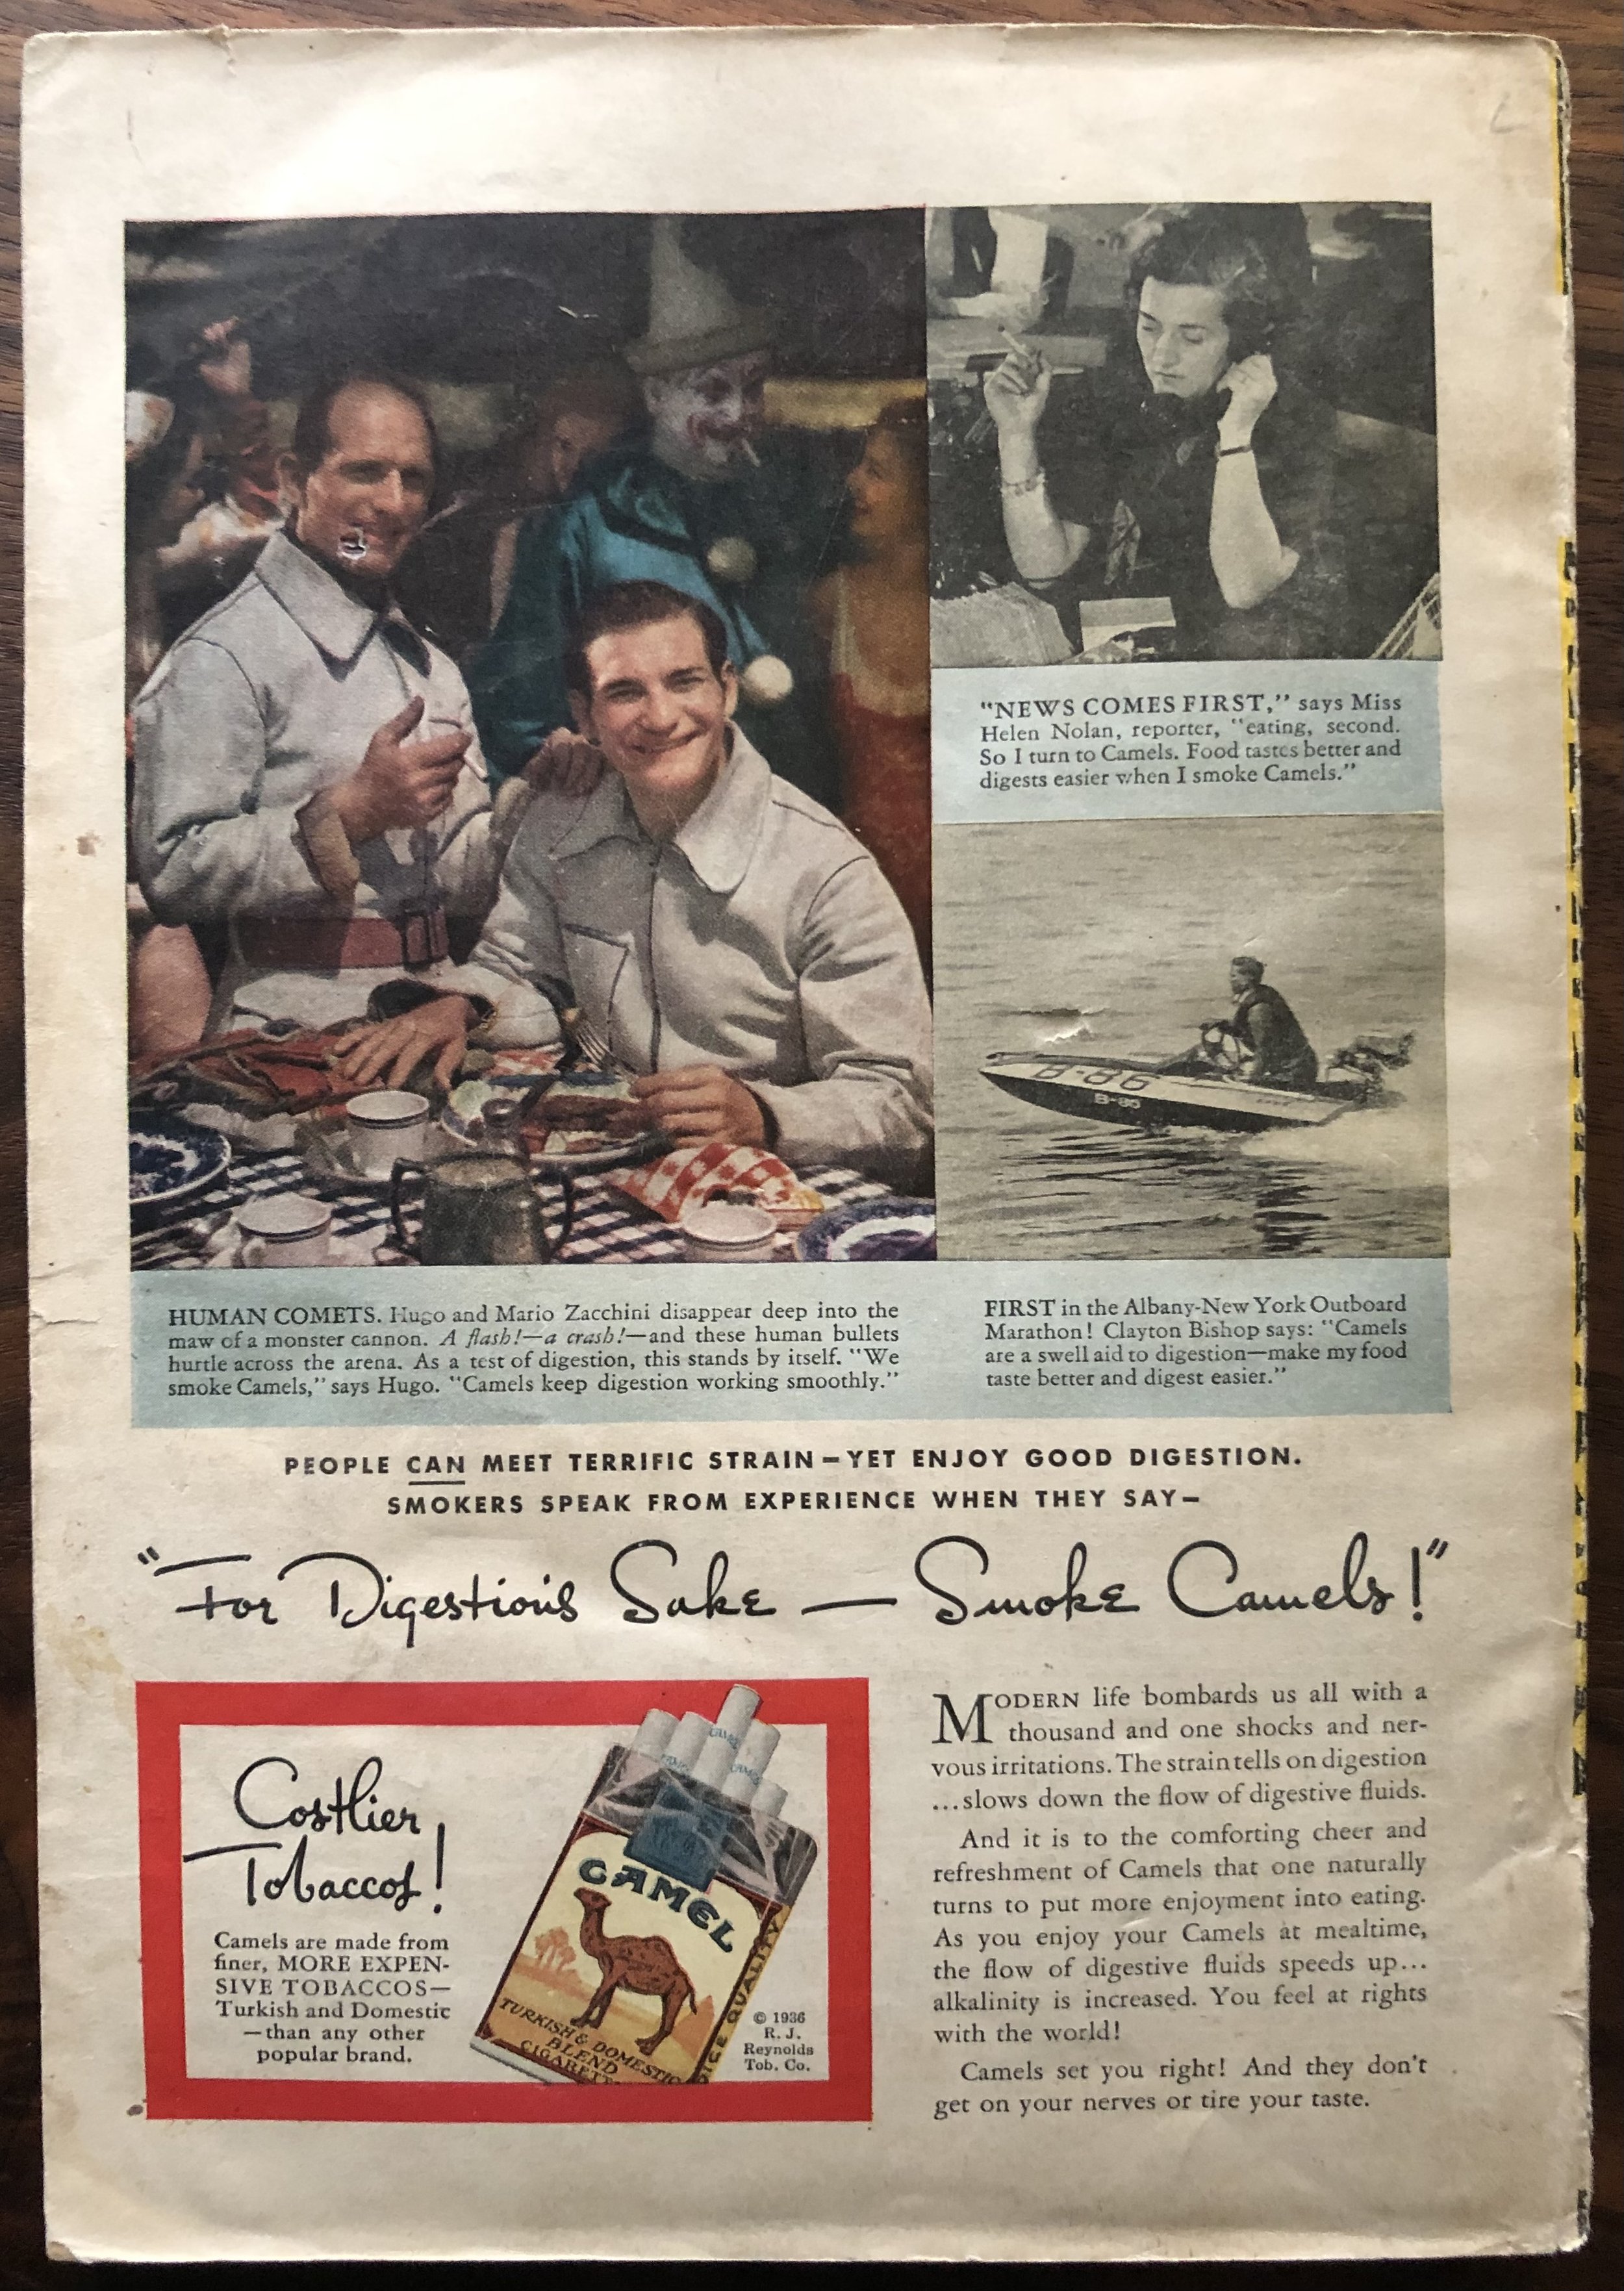 "NEWS COMES FIRST," says Miss
Helen Nolan, reporter, "eating, second.
So I turn to Camels. Food tastes better and
digests easier when I smoke Camels."
B-86
HUMAN COMETS. Hugo and Mario Zacchini disappear deep into the
maw of a monster cannon. A flash!—a crash!—and these human bullets
hurtle across the arena. As a test of digestion, this stands by itself. "We
smoke Camels," says Hugo. "Camels keep digestion working smoothly."
FIRST in the Albany-New York Outboard
Marathon! Clayton Bishop says: "Camels
are a swell aid to digestion—make my food
taste better and digest easier."
PEOPLE CAN MEET TERRIFIC STRAIN—YET ENJOY GOOD DIGESTION.
SMOKERS SPEAK FROM EXPERIENCE WHEN THEY SAY—
"For Digestion's Sake — Smoke Camels!"
Costlier
Tobaccos!
Camels are made from
finer, MORE EXPEN-
SIVE TOBACCOS—
Turkish and Domestic
—than any other
popular brand.
CAMEL
CAMEL
CAMEL
CAMEL
TURKISH & DOMESTIC
BLEND
CIGARETT
QUALITY
© 1936
R. J.
Reynolds
Tob. Co.
MODERN life bombards us all with a
thousand and one shocks and ner-
vous irritations. The strain tells on digestion
...slows down the flow of digestive fluids.
And it is to the comforting cheer and
refreshment of Camels that one naturally
turns to put more enjoyment into eating.
As you enjoy your Camels at mealtime,
the flow of digestive fluids speeds up...
alkalinity is increased. You feel at rights
with the world!
Camels set you right! And they don't
get on your nerves or tire your taste.